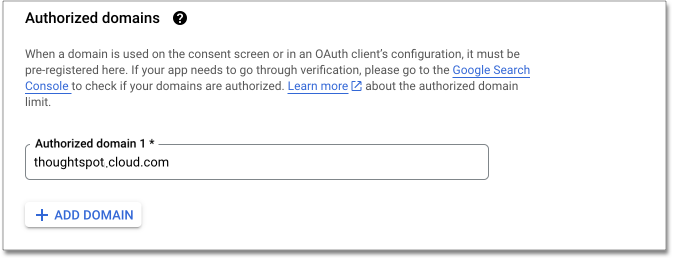 Authorized domains ?
When a domain is used on the consent screen or in an OAuth client's configuration, it must be
pre-registered here. If your app needs to go through verification, please go to the Google Search
Console to check if your domains are authorized. Learn more about the authorized domain
limit.
Authorized domain 1 *
thoughtspot.cloud.com
+ ADD DOMAIN